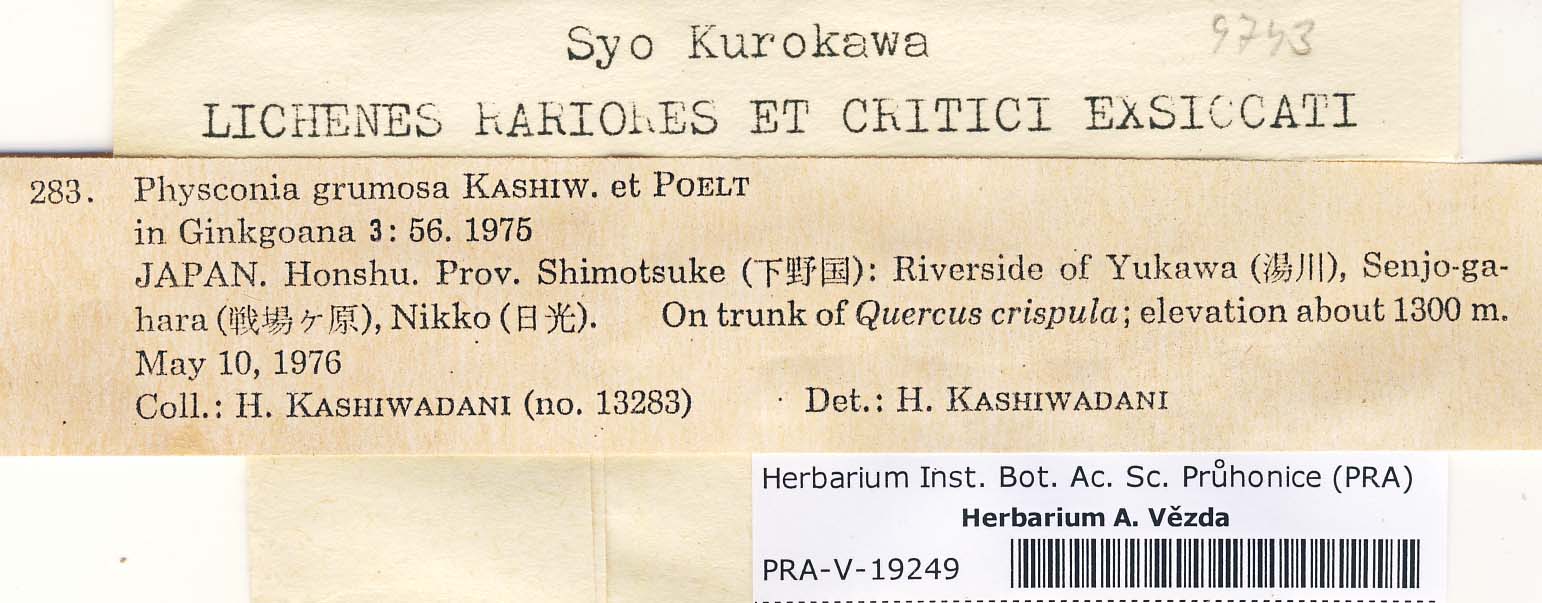 Syo Kurokawa 9743
LICHENES RARIORES ET CRITICI EXSICCATI
283. Physconia grumosa KASHIW. et POELT
in Ginkgoana 3: 56. 1975
JAPAN. Honshu. Prov. Shimotsuke (下野国): Riverside of Yukawa (湯川), Senjo-ga-
hara (戦場ケ原), Nikko (日光). On trunk of Quercus crispula; elevation about 1300 m.
May 10, 1976
Coll.: H. KASHIWADANI (no. 13283) Det.: H. KASHIWADANI
Herbarium Inst. Bot. Ac. Sc. Průhonice (PRA)
Herbarium A. Vězda
PRA-V-19249